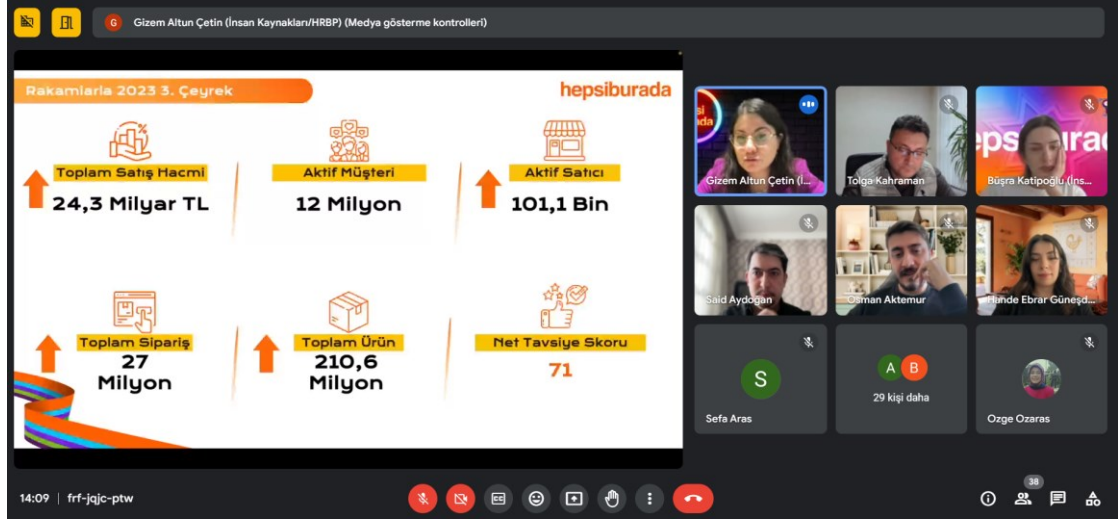 G Gizem Altun Çetin (İnsan Kaynakları/HRBP) (Medya gösterme kontrolleri)
Rakamlarla 2023 3. Çeyrek
hepsiburada
Toplam Satış Hacmi
24,3 Milyar TL
Aktif Müşteri
12 Milyon
Aktif Satıcı
101,1 Bin
Toplam Sipariş
27
Milyon
Toplam Ürün
210,6
Milyon
Net Tavsiye Skoru
71
Gizem Altun Çetin (İ...
Tolga Kahraman
Büşra Katipoğlu (İns...
Said Aydoğan
Osman Aktemur
Hande Ebrar Güneşd...
S
Sefa Aras
A B
29 kişi daha
Ozge Ozaras
14:09 | frf-jqjc-ptw
38